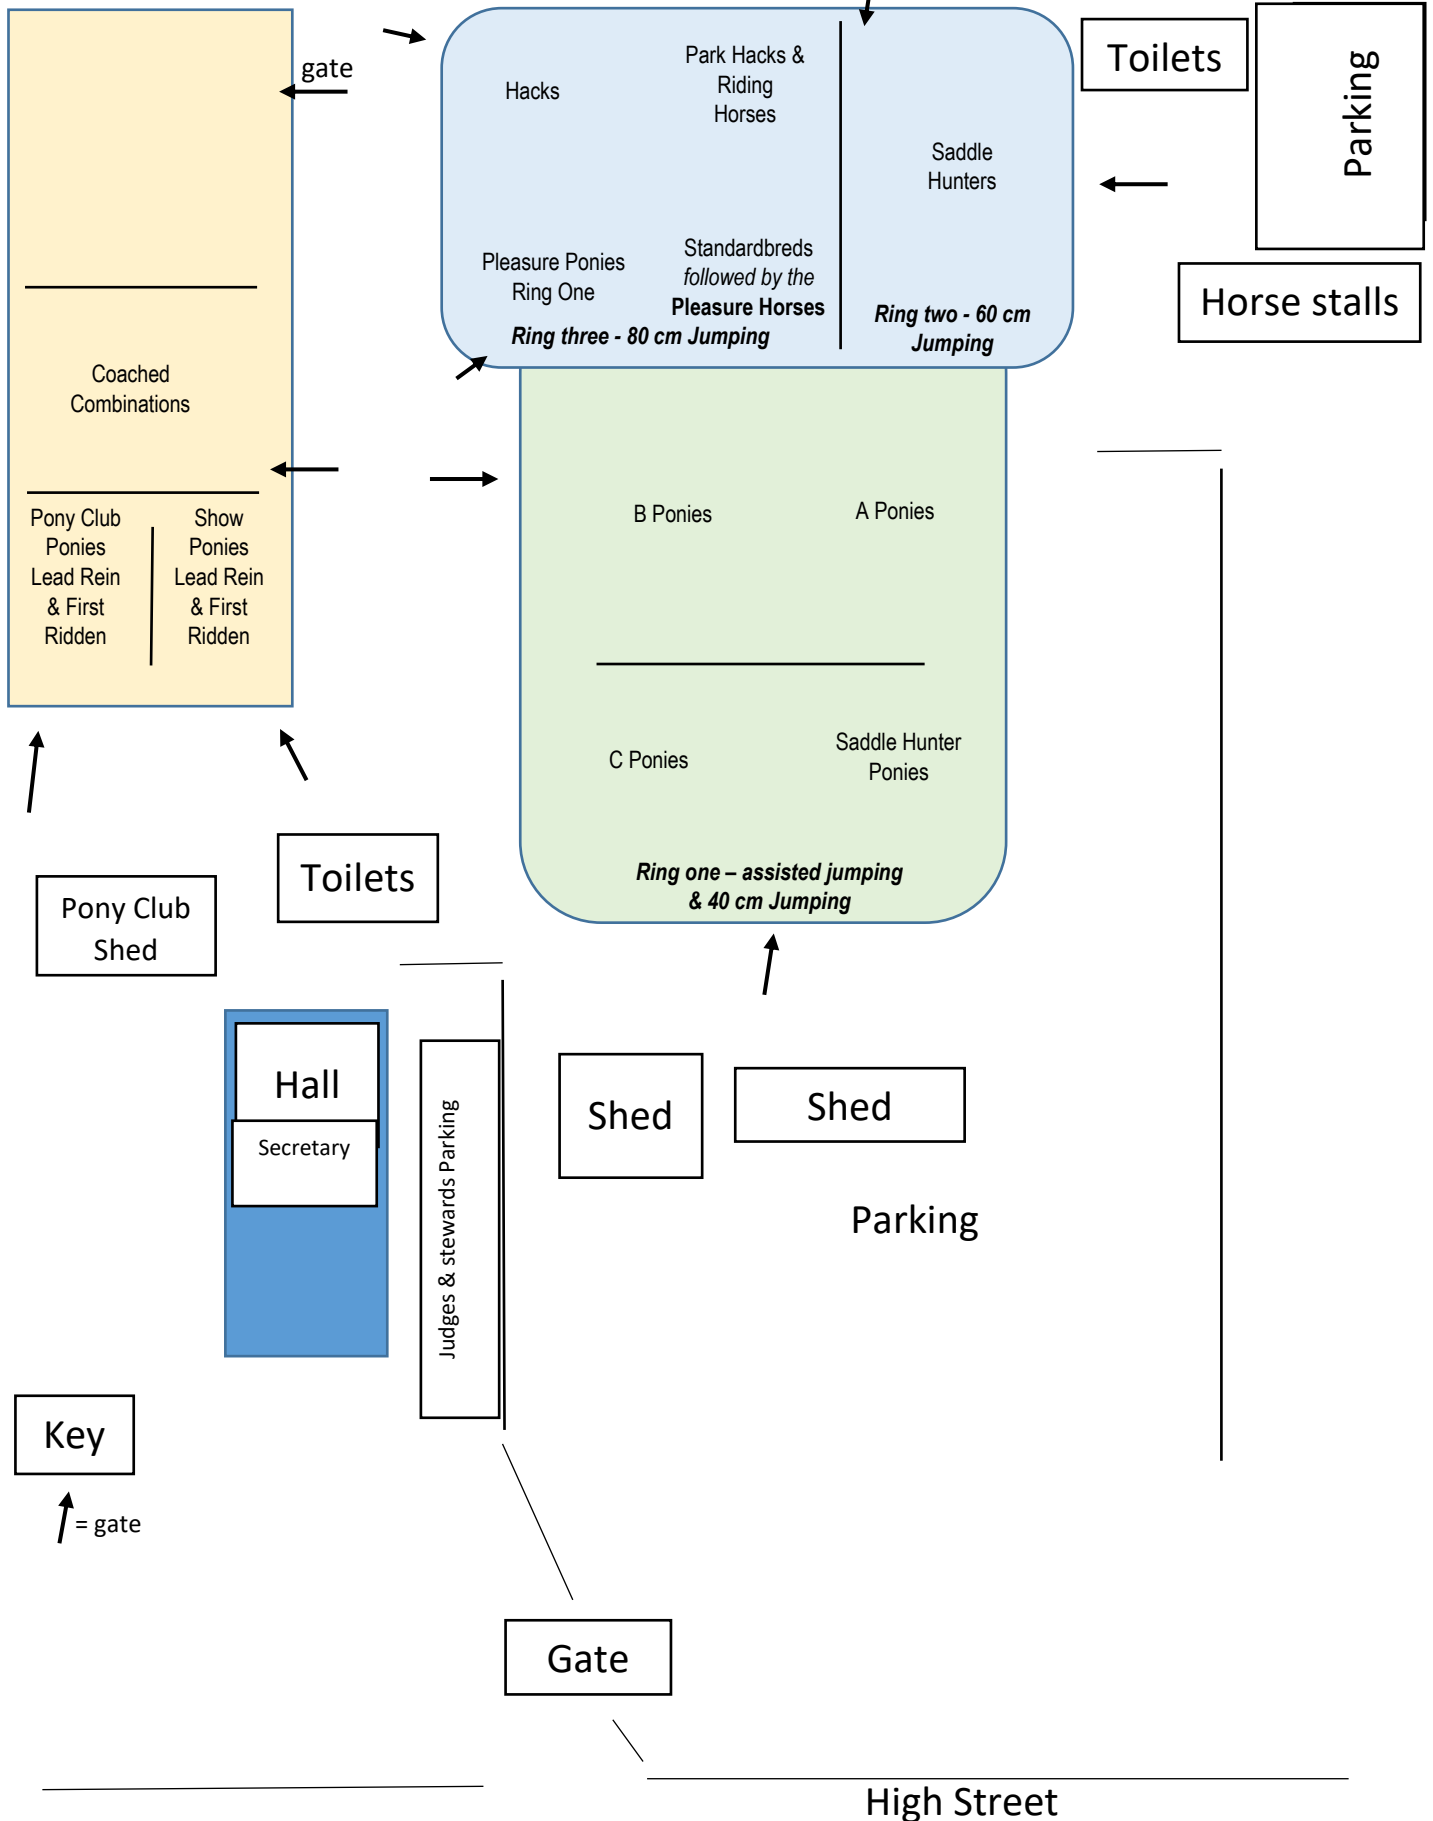 gate
Hacks
Park Hacks &
Riding
Horses
Saddle
Hunters
Toilets
Parking
Pleasure Ponies
Ring One
Standardbreds
followed by the
Pleasure Horses
Ring three - 80 cm Jumping
Ring two - 60 cm
Jumping
Horse stalls
Coached
Combinations
Pony Club
Ponies
Lead Rein
& First
Ridden
Show
Ponies
Lead Rein
& First
Ridden
B Ponies
A Ponies
C Ponies
Saddle Hunter
Ponies
Ring one – assisted jumping
& 40 cm Jumping
Toilets
Pony Club
Shed
Hall
Secretary
Judges & stewards Parking
Shed
Shed
Parking
Key
= gate
Gate
High Street